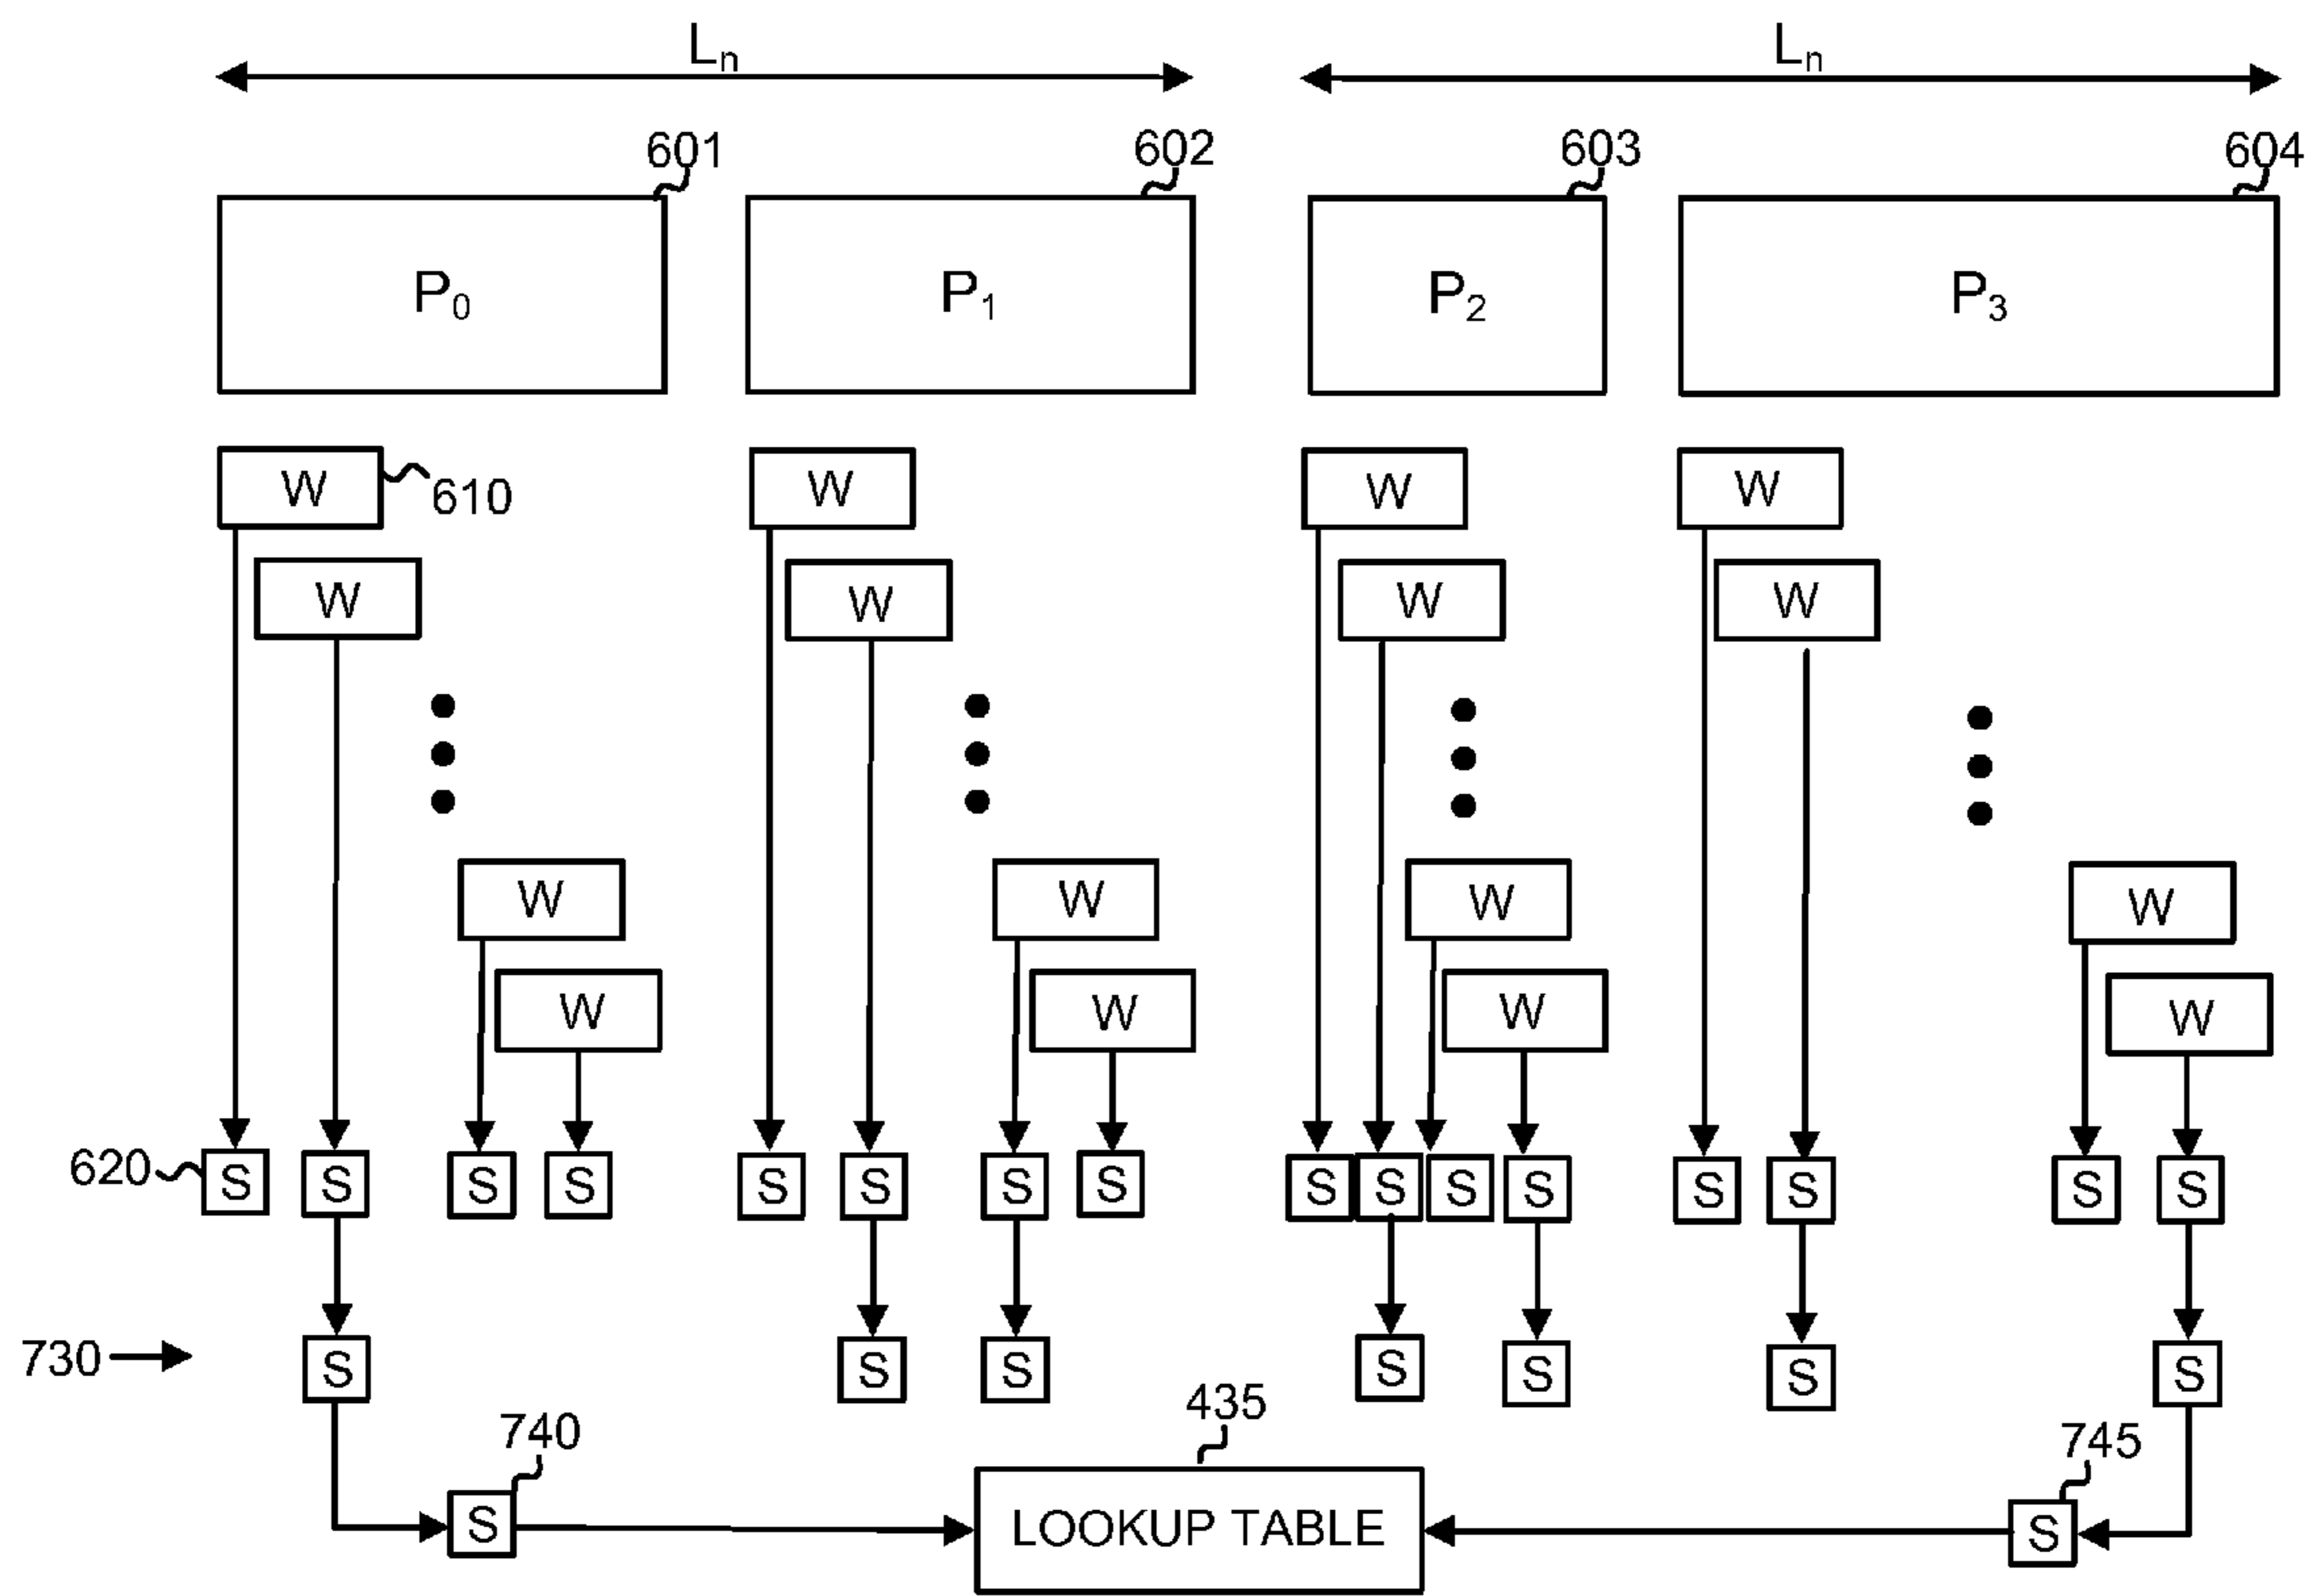 Lₙ Lₙ
601 602 603 604
P₀ P₁ P₂ P₃
W 610 W W W
W W W W
W W W W
W W W W
620 S S S S S S S S S S S S S S S S
730 S S S S S S S
740 435 745
S LOOKUP TABLE S